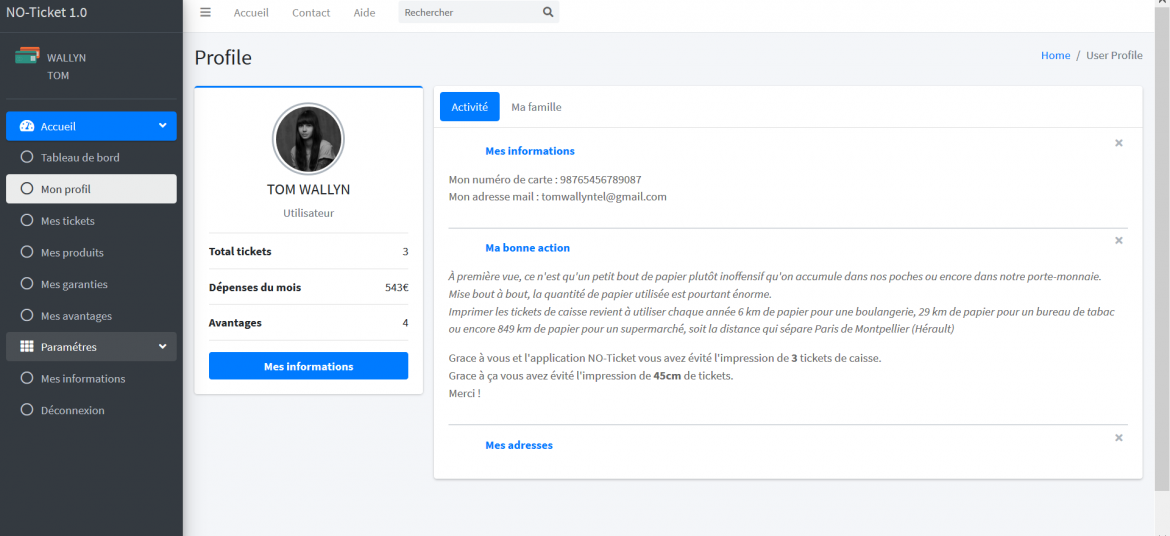 NO-Ticket 1.0
Accueil Contact Aide Rechercher
WALLYN
TOM
Accueil
Tableau de bord
Mon profil
Mes tickets
Mes produits
Mes garanties
Mes avantages
Paramétres
Mes informations
Déconnexion
Profile
Home / User Profile
TOM WALLYN
Utilisateur
Total tickets 3
Dépenses du mois 543€
Avantages 4
Mes informations
Activité Ma famille
Mes informations
Mon numéro de carte : 98765456789087
Mon adresse mail : tomwallyntel@gmail.com
Ma bonne action
À première vue, ce n'est qu'un petit bout de papier plutôt inoffensif qu'on accumule dans nos poches ou encore dans notre porte-monnaie.
Mise bout à bout, la quantité de papier utilisée est pourtant énorme.
Imprimer les tickets de caisse revient à utiliser chaque année 6 km de papier pour une boulangerie, 29 km de papier pour un bureau de tabac
ou encore 849 km de papier pour un supermarché, soit la distance qui sépare Paris de Montpellier (Hérault)
Grace à vous et l'application NO-Ticket vous avez évité l'impression de 3 tickets de caisse.
Grace à ça vous avez évité l'impression de 45cm de tickets.
Merci !
Mes adresses